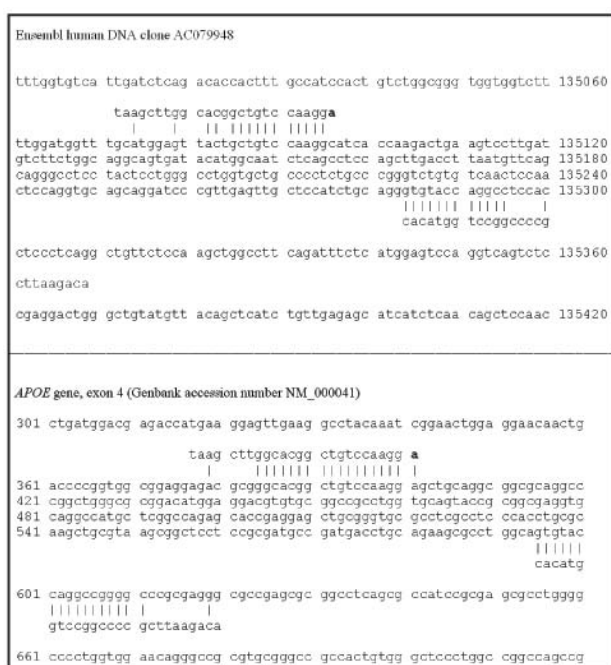 Ensembl human DNA clone AC079948
tttggtgtca ttgatctcag acaccacttt gccatccact gtctggcggg tggtggtctt 135060
taagcttgg cacggctgtc caagga
| | || |||||| |||||
ttggatggtt tgcatggagt tactgctgtc caaggcatca ccaagactga agtccttgat 135120
gtcttctggc aggcagtgat acatggcaat ctcagcctcc agcttgacct taatgttcag 135180
cagggcctcc tactcctggg cctggtgctg cccctctgcc cgggtctgtg tcaactccaa 135240
ctccaggtgc agcaggatcc cgttgagttg ctccatctgc agggtgtacc aggcctccac 135300
||||||| ||||| |
cacatgg tccggccccg
ctccctcagg ctgttctcca agctggcctt cagatttctc atggagtcca ggtcagtctc 135360
cttaagaca
cgaggactgg gctgtatgtt acagctcatc tgttgagagc atcatctcaa cagctccaac 135420
APOE gene, exon 4 (Genbank accession number NM_000041)
301 ctgatggacg agaccatgaa ggagttgaag gcctacaaat cggaactgga ggaacaactg
taag cttggcacgg ctgtccaagg a
| ||||||| |||||||||| |
361 accccggtgg cggaggagac gcgggcacgg ctgtccaagg agctgcaggc ggcgcaggcc
421 cggctgggcg cggacatgga ggacgtgtgc ggccgcctgg tgcagtaccg cggcgaggtg
481 caggccatgc tcggccagag caccgaggag ctgcgggtgc gcctcgcctc ccacctgcgc
541 aagctgcgta agcggctcct ccgcgatgcc gatgacctgc agaagcgcct ggcagtgtac
||||||
cacatg
601 caggccgggg cccgcgaggg cgccgagcgc ggcctcagcg ccatccgcga gcgcctgggg
|||||||||| | |
gtccggcccc gcttaagaca
661 cccctggtgg aacagggccg cgtgcgggcc gccactgtgg gctccctggc cggccagccg